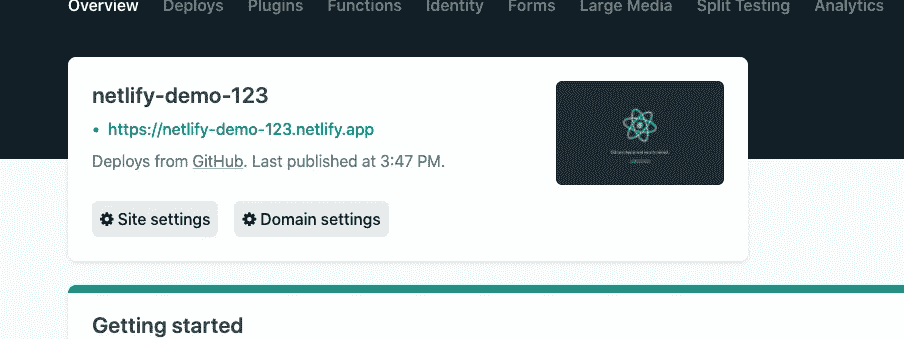 Overview Deploys Plugins Functions Identity Forms Large Media Split Testing Analytics
netlify-demo-123
https://netlify-demo-123.netlify.app
Deploys from GitHub. Last published at 3:47 PM.
Site settings Domain settings
Getting started